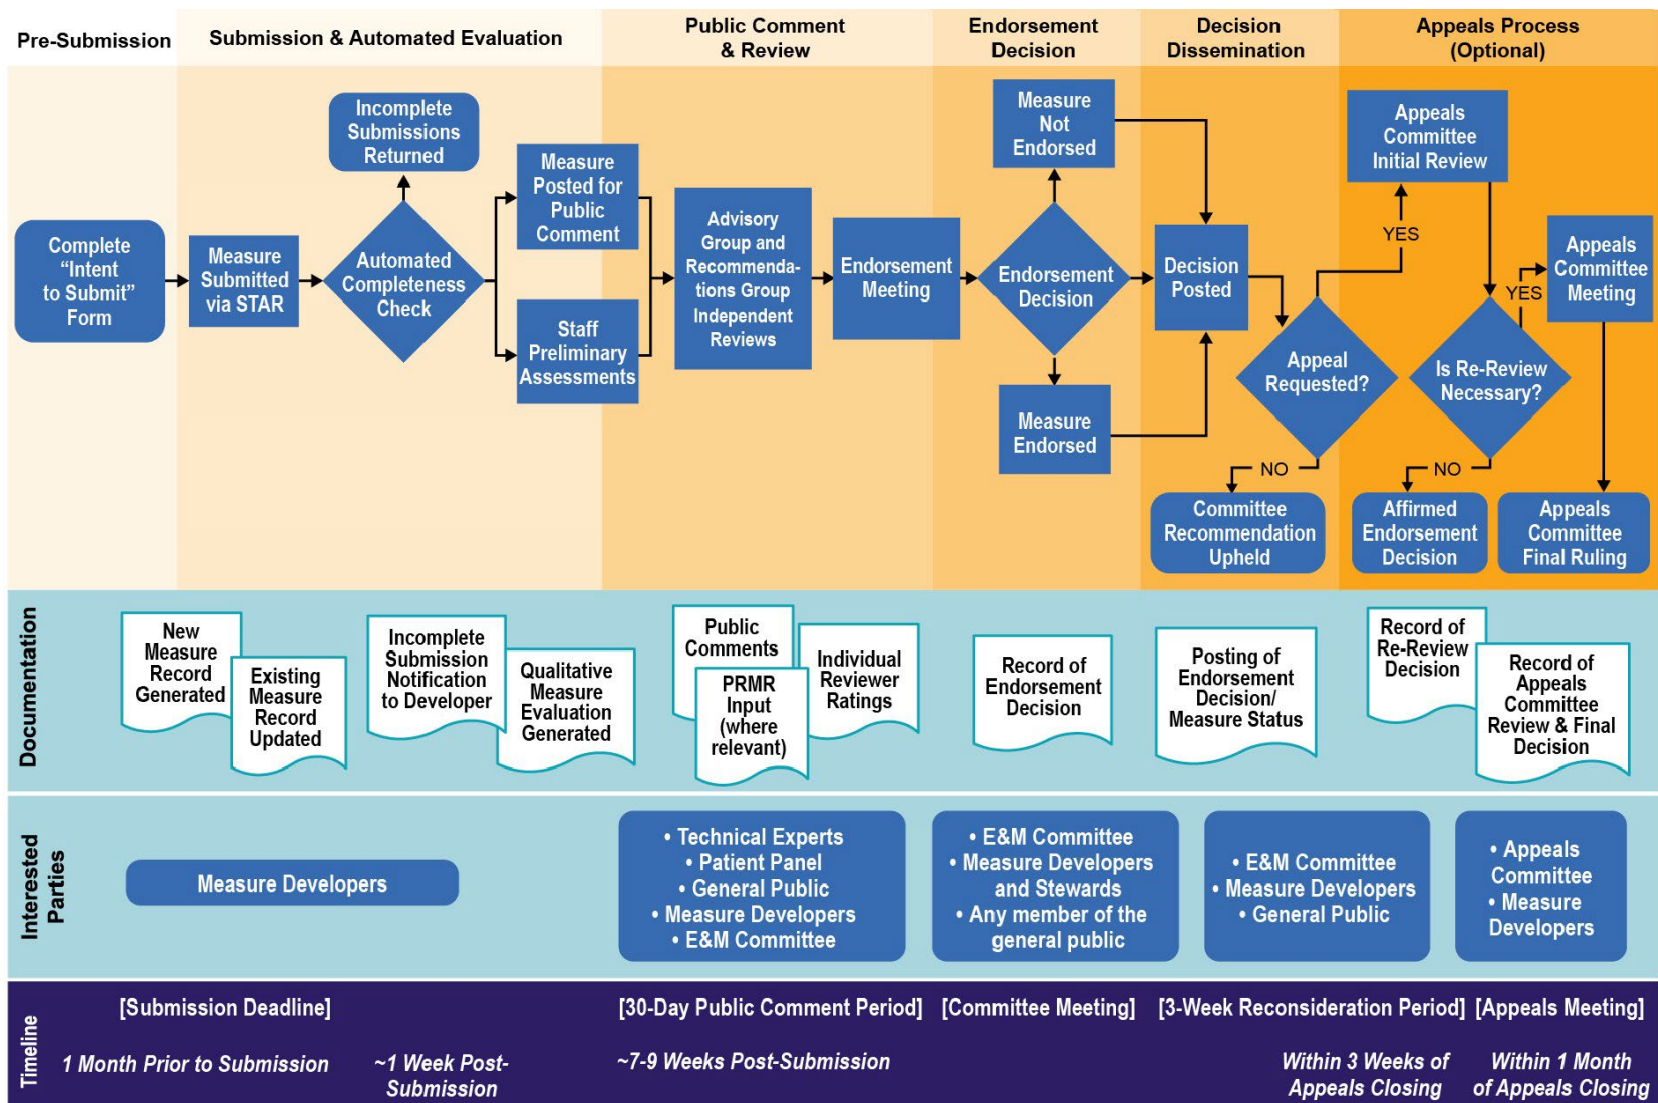 Pre-Submission
Submission & Automated Evaluation
Public Comment
& Review
Endorsement
Decision
Decision
Dissemination
Appeals Process
(Optional)
Complete
“Intent
to Submit”
Form
Measure
Submitted
via STAR
Incomplete
Submissions
Returned
Automated
Completeness
Check
Measure
Posted for
Public
Comment
Staff
Preliminary
Assessments
Advisory
Group and
Recommenda-
tions Group
Independent
Reviews
Endorsement
Meeting
Measure
Not
Endorsed
Endorsement
Decision
Measure
Endorsed
Decision
Posted
Appeal
Requested?
YES
NO
Committee
Recommendation
Upheld
Appeals
Committee
Initial Review
Is Re-Review
Necessary?
YES
NO
Appeals
Committee
Meeting
Affirmed
Endorsement
Decision
Appeals
Committee
Final Ruling
Documentation
New
Measure
Record
Generated
Existing
Measure
Record
Updated
Incomplete
Submission
Notification
to Developer
Qualitative
Measure
Evaluation
Generated
Public
Comments
PRMR
Input
(where
relevant)
Individual
Reviewer
Ratings
Record of
Endorsement
Decision
Posting of
Endorsement
Decision/
Measure Status
Record of
Re-Review
Decision
Record of
Appeals
Committee
Review & Final
Decision
Interested
Parties
Measure Developers
• Technical Experts
• Patient Panel
• General Public
• Measure Developers
• E&M Committee
• E&M Committee
• Measure Developers
and Stewards
• Any member of the
general public
• E&M Committee
• Measure Developers
• General Public
• Appeals
Committee
• Measure
Developers
Timeline
[Submission Deadline]
[30-Day Public Comment Period]
[Committee Meeting]
[3-Week Reconsideration Period]
[Appeals Meeting]
1 Month Prior to Submission
~1 Week Post-
Submission
~7-9 Weeks Post-Submission
Within 3 Weeks of
Appeals Closing
Within 1 Month
of Appeals Closing